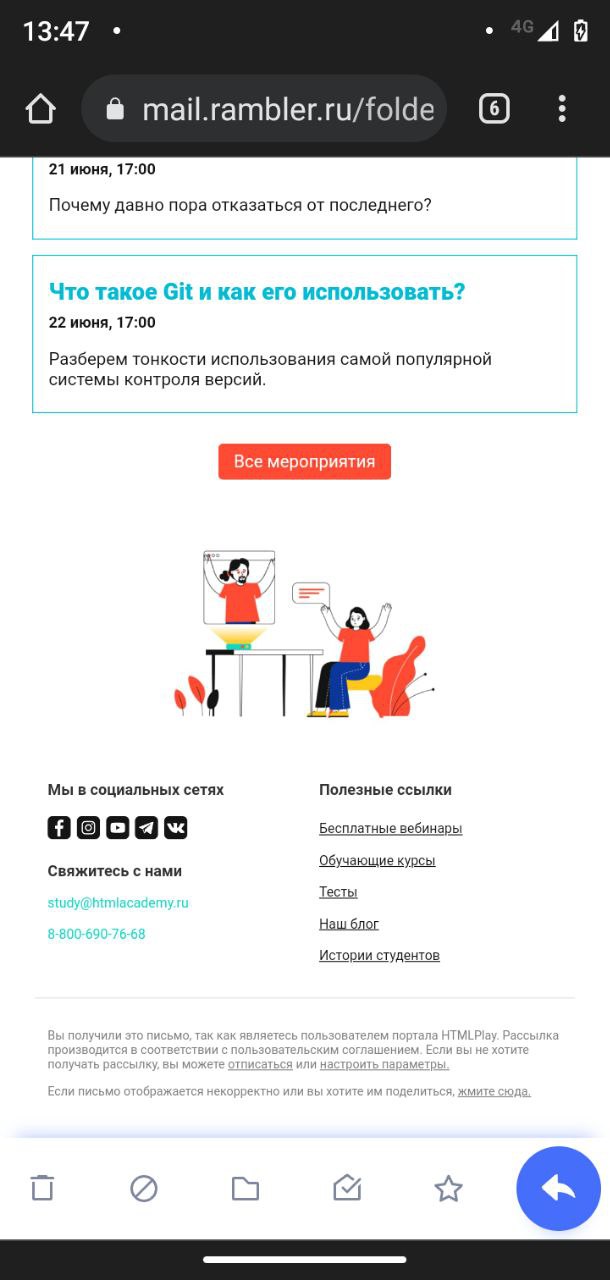 13:47
4G
mail.rambler.ru/folde
6
21 июня, 17:00
Почему давно пора отказаться от последнего?
Что такое Git и как его использовать?
22 июня, 17:00
Разберем тонкости использования самой популярной
системы контроля версий.
Все мероприятия
Мы в социальных сетях
Свяжитесь с нами
study@htmlacademy.ru
8-800-690-76-68
Полезные ссылки
Бесплатные вебинары
Обучающие курсы
Тесты
Наш блог
Истории студентов
Вы получили это письмо, так как являетесь пользователем портала HTMLPlay. Рассылка
производится в соответствии с пользовательским соглашением. Если вы не хотите
получать рассылку, вы можете отписаться или настроить параметры.
Если письмо отображается некорректно или вы хотите им поделиться, жмите сюда.